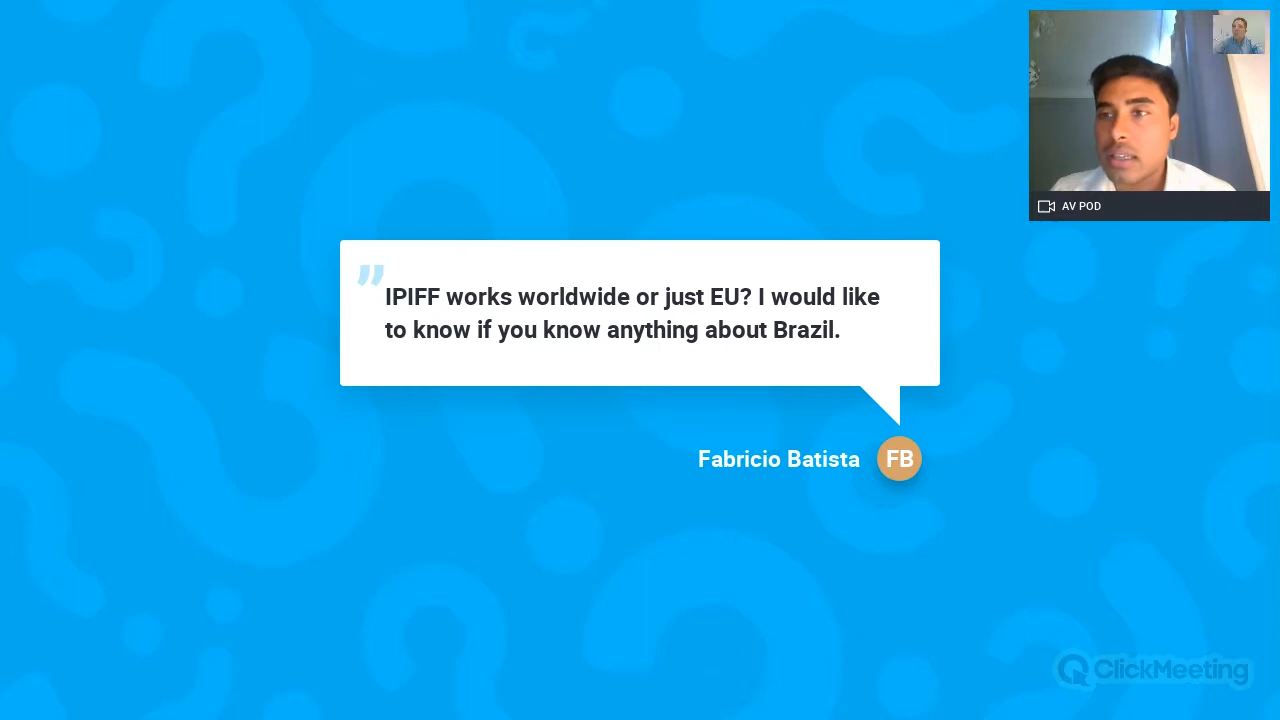 AV POD
" IPIFF works worldwide or just EU? I would like
to know if you know anything about Brazil.
Fabricio Batista FB
ClickMeeting